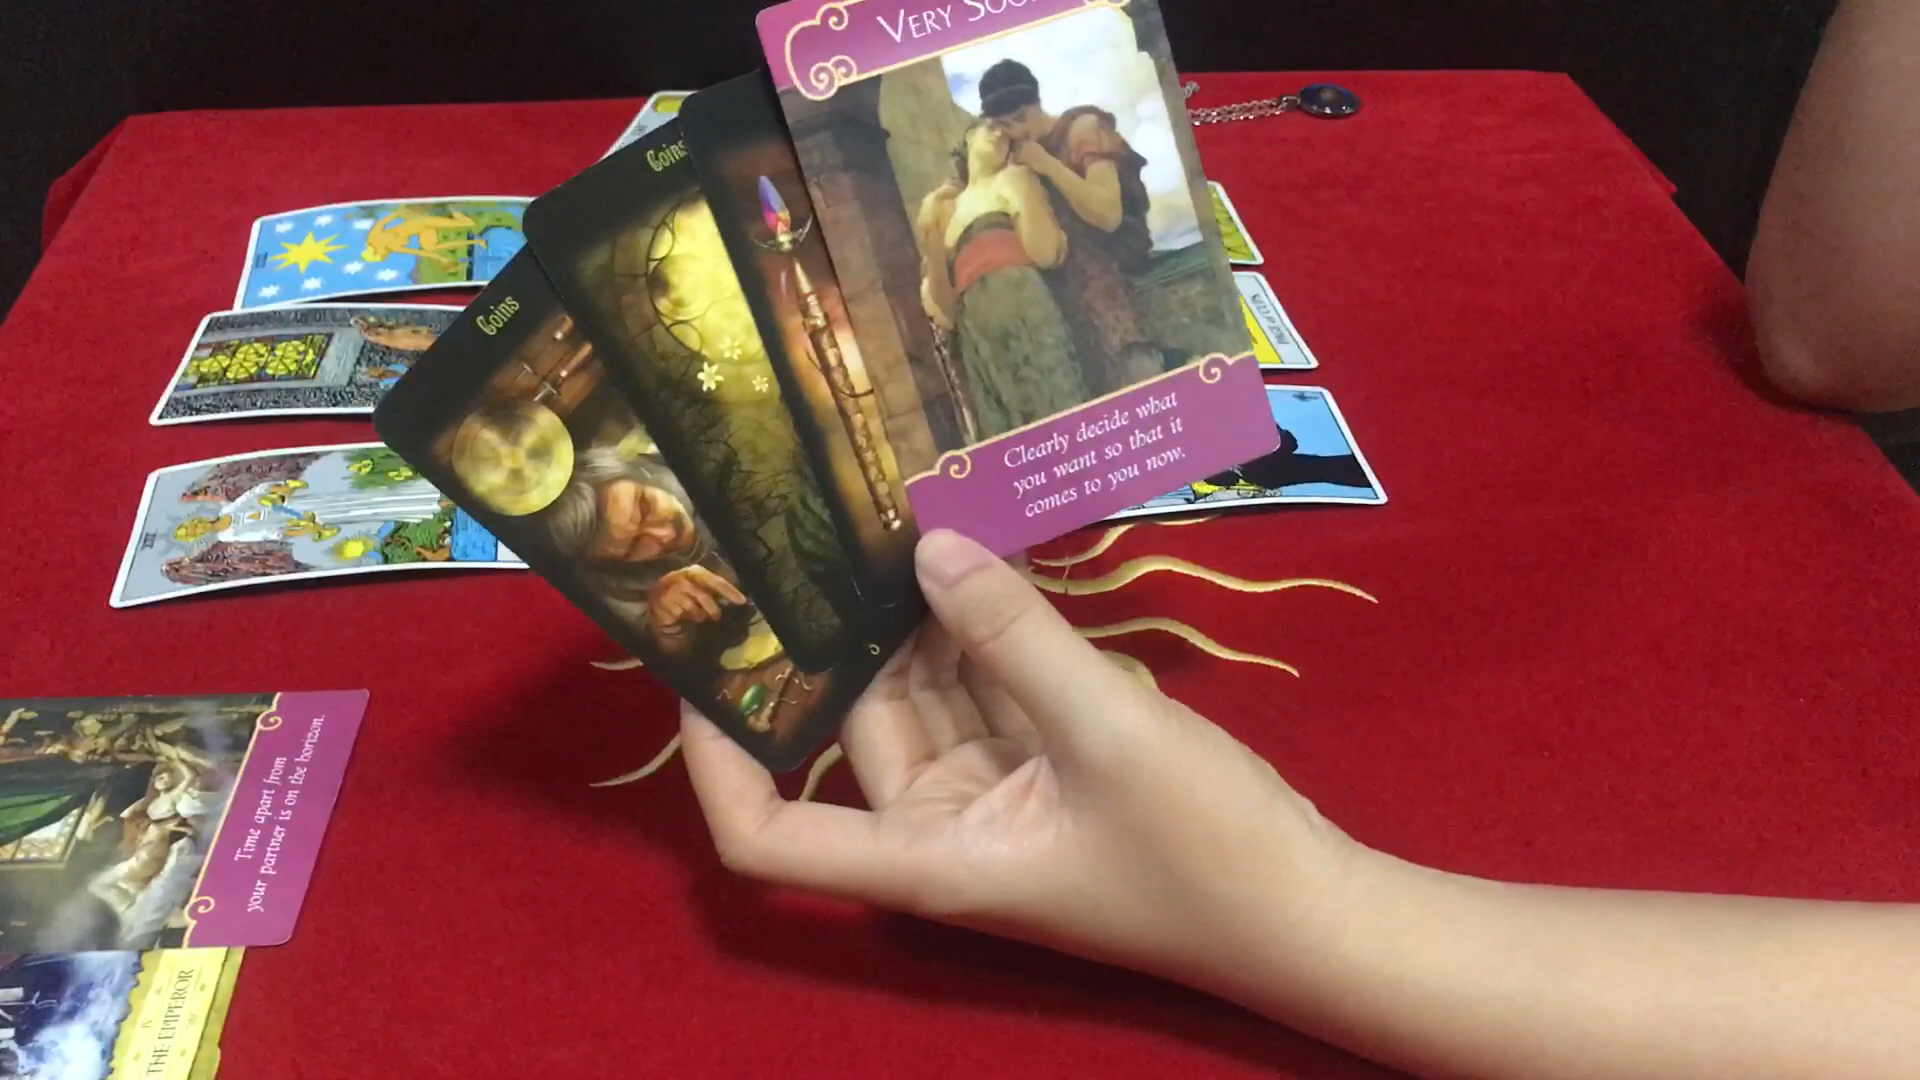 VERY SOO
Coins
Coins
Clearly decide what
you want so that it
comes to you now.
Time apart from
your partner is on the horizon.
IV
THE EMPEROR